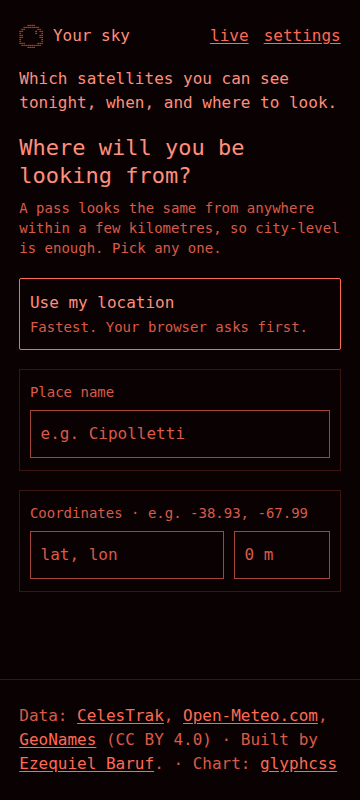 Your sky live settings
Which satellites you can see
tonight, when, and where to look.
Where will you be
looking from?
A pass looks the same from anywhere
within a few kilometres, so city-level
is enough. Pick any one.
Use my location
Fastest. Your browser asks first.
Place name
e.g. Cipolletti
Coordinates · e.g. -38.93, -67.99
lat, lon 0 m
Data: CelesTrak, Open-Meteo.com,
GeoNames (CC BY 4.0) · Built by
Ezequiel Baruf. · Chart: glyphcss